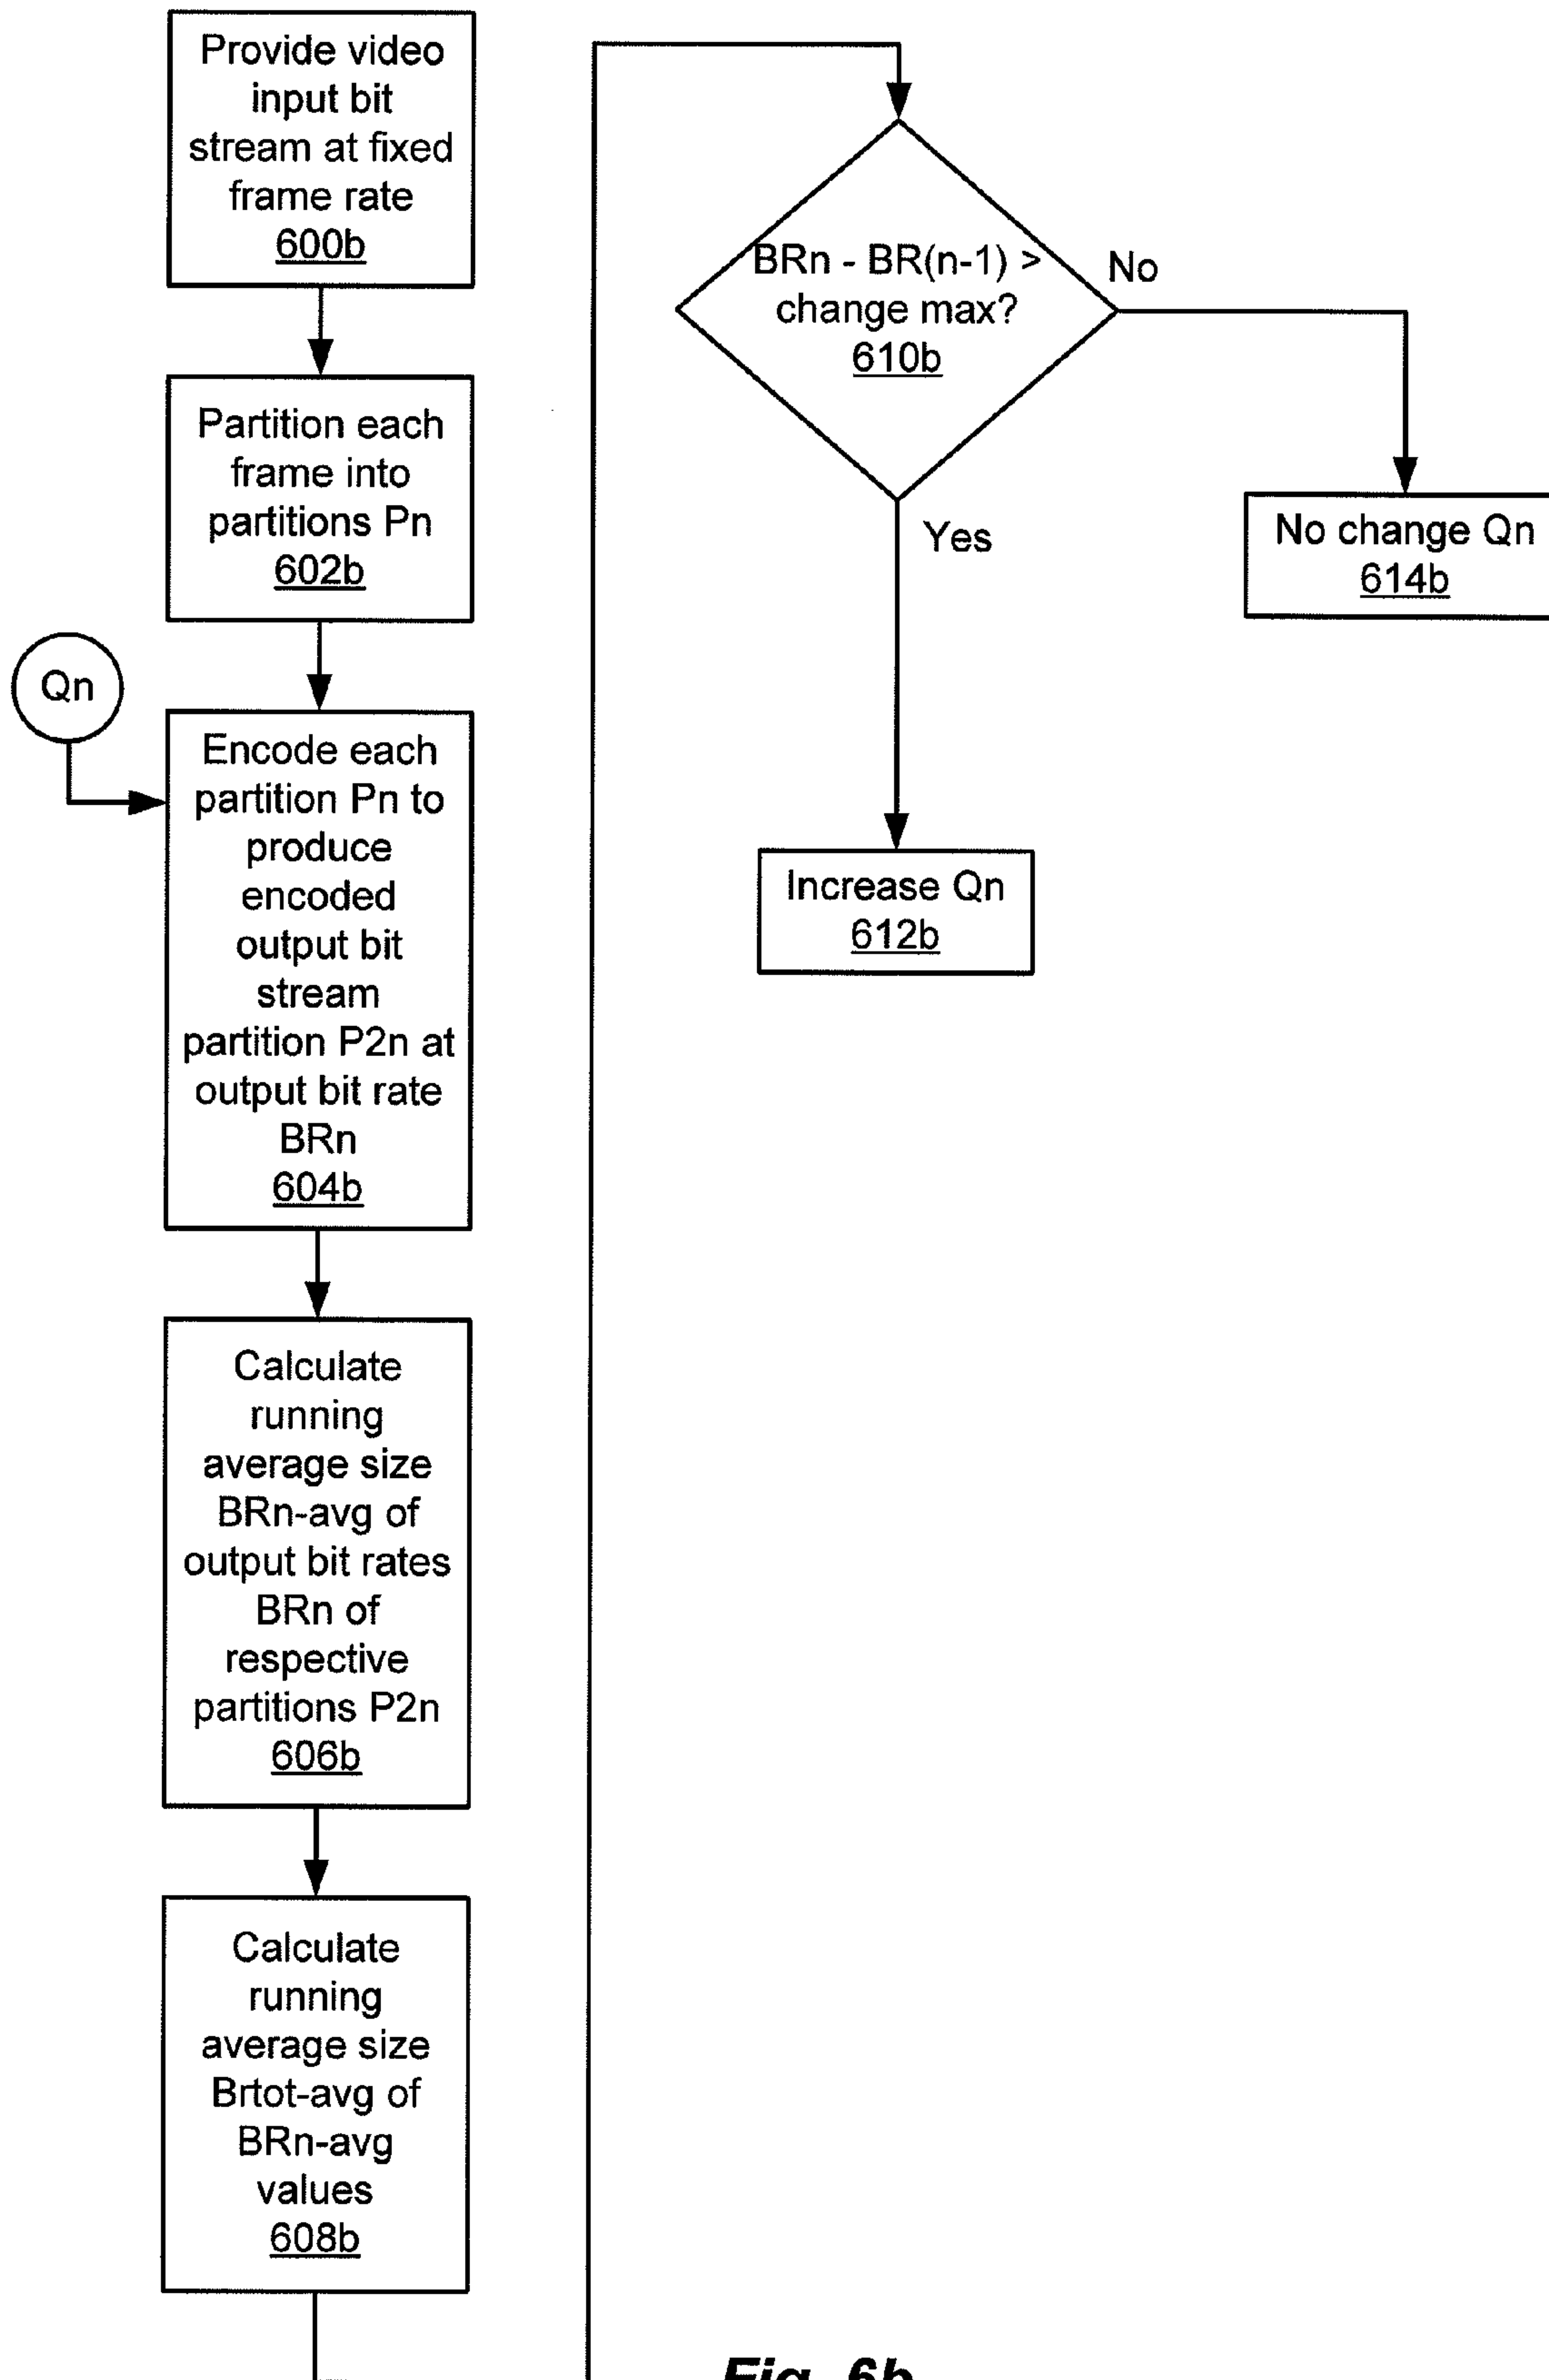 Provide video
input bit
stream at fixed
frame rate
600b
Partition each
frame into
partitions Pn
602b
Qn
Encode each
partition Pn to
produce
encoded
output bit
stream
partition P2n at
output bit rate
BRn
604b
Calculate
running
average size
BRn-avg of
output bit rates
BRn of
respective
partitions P2n
606b
Calculate
running
average size
Brtot-avg of
BRn-avg
values
608b
BRn - BR(n-1) >
change max?
610b
No
Yes
No change Qn
614b
Increase Qn
612b
Fig. 6b